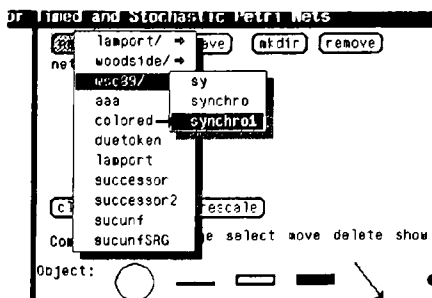 or Timed and Stochastic Petri Nets
lamport/ ave mkdir remove
net woodside/
wsc89/ sy
aaa synchro
colored synchro1
duetoken
lamport
successor
successor2 rescale
sucunf
Com sucunfSRG e select move delete show
Object: